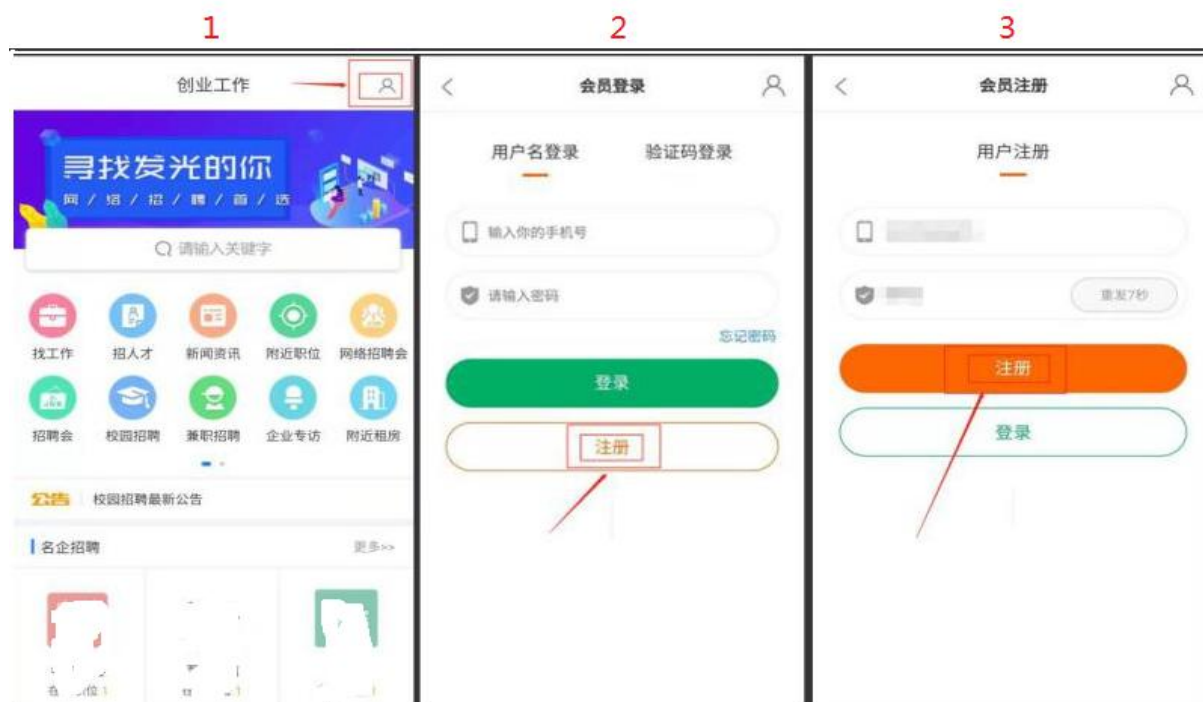 1
2
3
创业工作
寻找发光的你
网/络/招/聘/首/选
请输入关键字
找工作 招人才 新闻资讯 附近职位 网络招聘会
招聘会 校园招聘 兼职招聘 企业专访 附近租房
公告 校园招聘最新公告
名企招聘 更多>>
会员登录
用户名登录 验证码登录
输入你的手机号
请输入密码
忘记密码
登录
注册
会员注册
用户注册
重发7秒
注册
登录